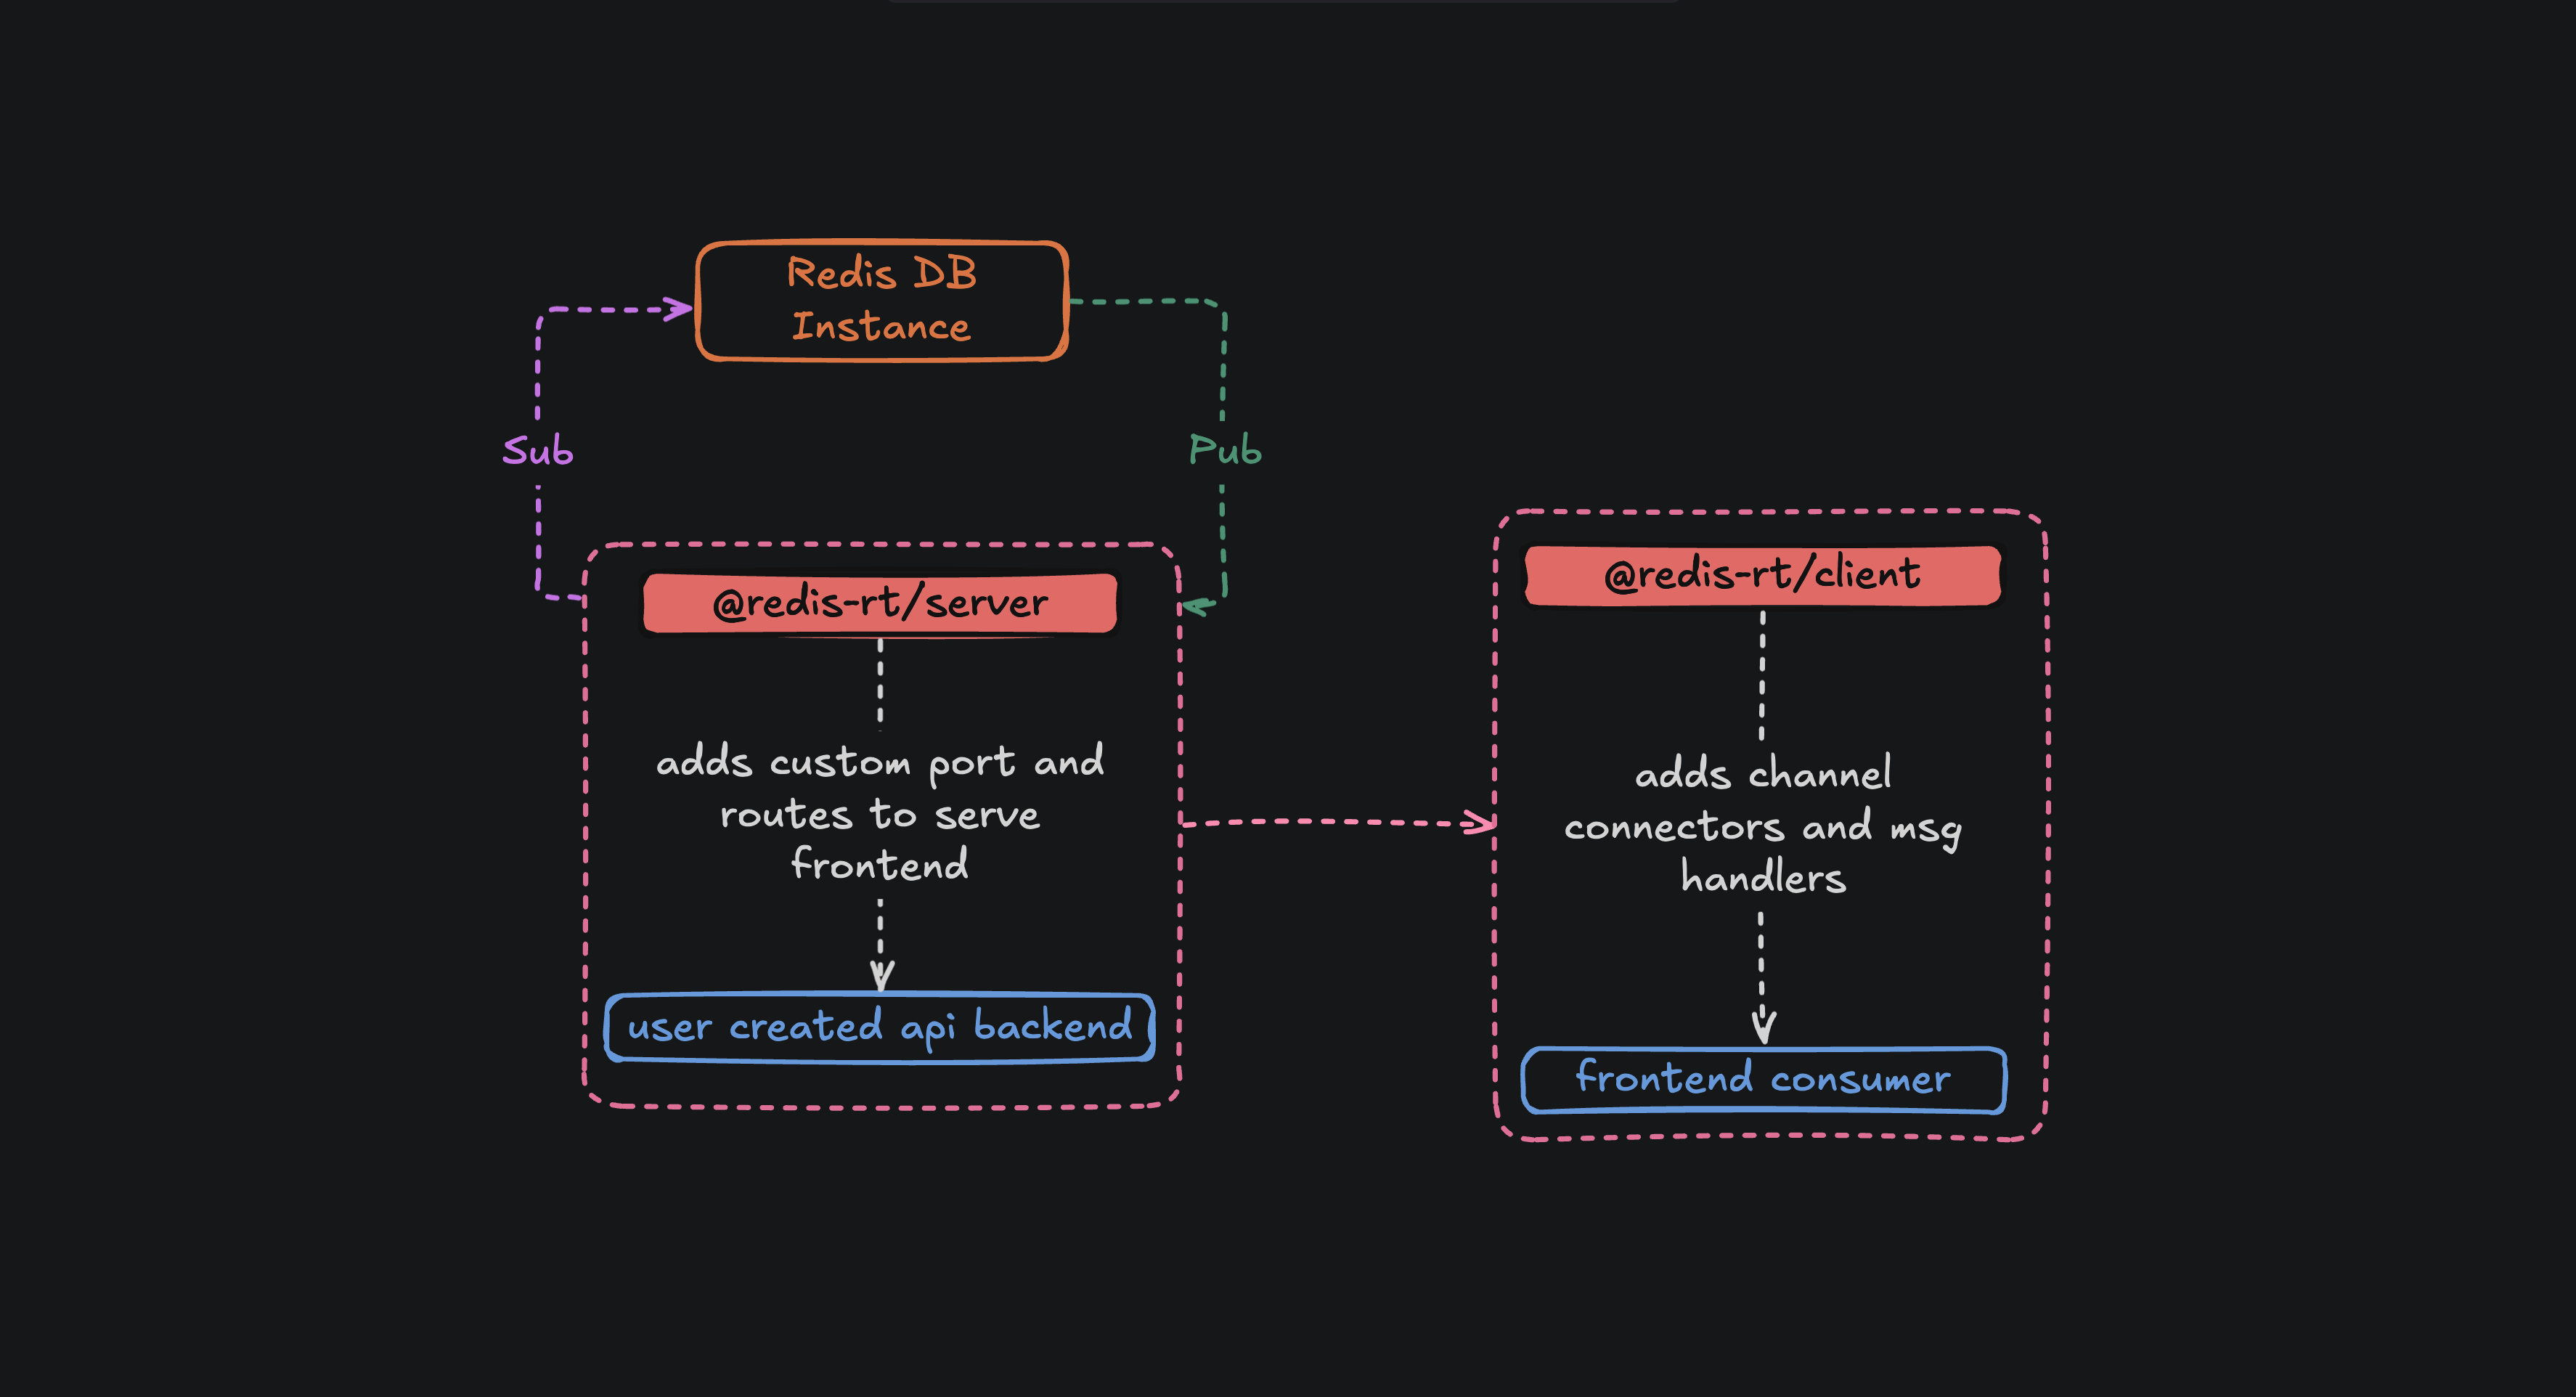 Redis DB
Instance
Sub
Pub
@redis-rt/server
adds custom port and
routes to serve
frontend
user created api backend
@redis-rt/client
adds channel
connectors and msg
handlers
frontend consumer